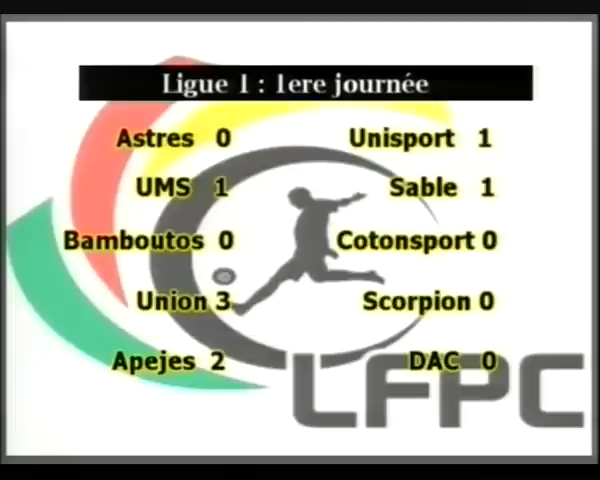 Ligue 1 : 1ere journée
Astres 0 Unisport 1
UMS 1 Sable 1
Bamboutos 0 Cotonsport 0
Union 3 Scorpion 0
Apejes 2 DAC 0
LFPC